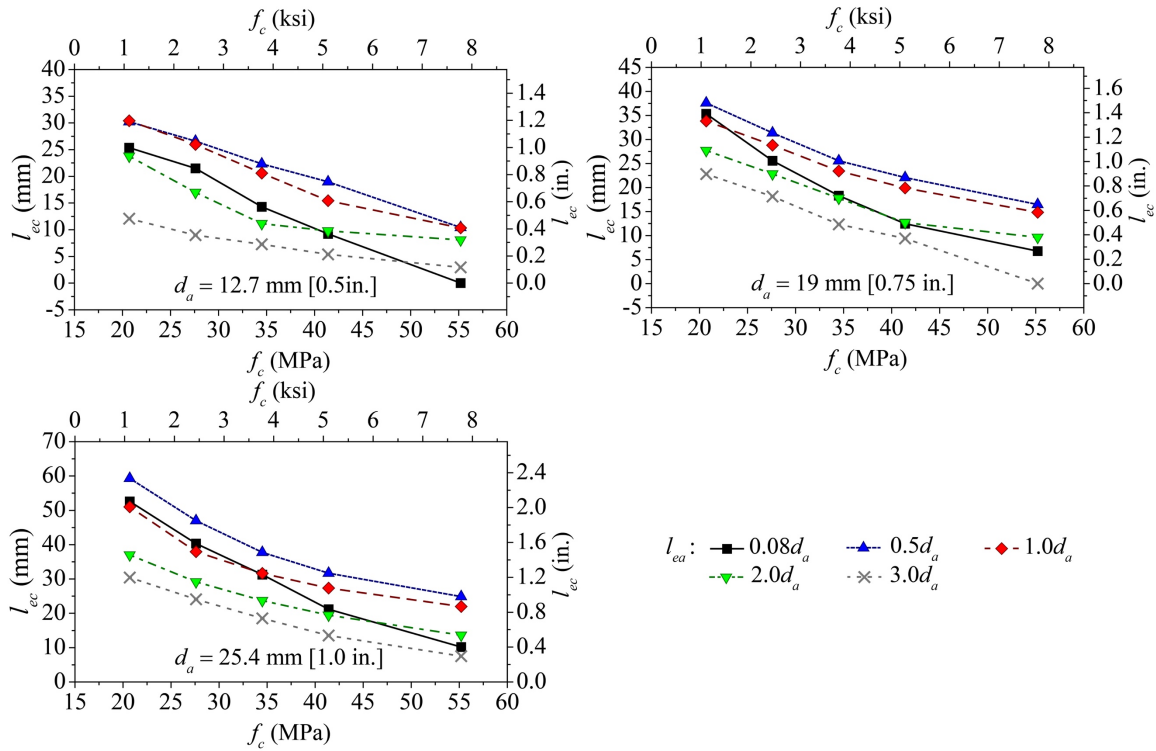 f_c (ksi)
0 1 2 3 4 5 6 7 8
40 35 30 25 20 15 10 5 0 -5
l_ec (mm)
1.4 1.2 1.0 0.8 0.6 0.4 0.2 0.0
l_ec (in.)
d_a = 12.7 mm [0.5in.]
15 20 25 30 35 40 45 50 55 60
f_c (MPa)
f_c (ksi)
0 1 2 3 4 5 6 7 8
45 40 35 30 25 20 15 10 5 0 -5
l_ec (mm)
1.6 1.4 1.2 1.0 0.8 0.6 0.4 0.2 0.0
l_ec (in.)
d_a = 19 mm [0.75 in.]
15 20 25 30 35 40 45 50 55 60
f_c (MPa)
f_c (ksi)
0 1 2 3 4 5 6 7 8
70 60 50 40 30 20 10 0
l_ec (mm)
2.4 2.0 1.6 1.2 0.8 0.4 0.0
l_ec (in.)
d_a = 25.4 mm [1.0 in.]
15 20 25 30 35 40 45 50 55 60
f_c (MPa)
l_ea : 0.08d_a 0.5d_a 1.0d_a
2.0d_a 3.0d_a